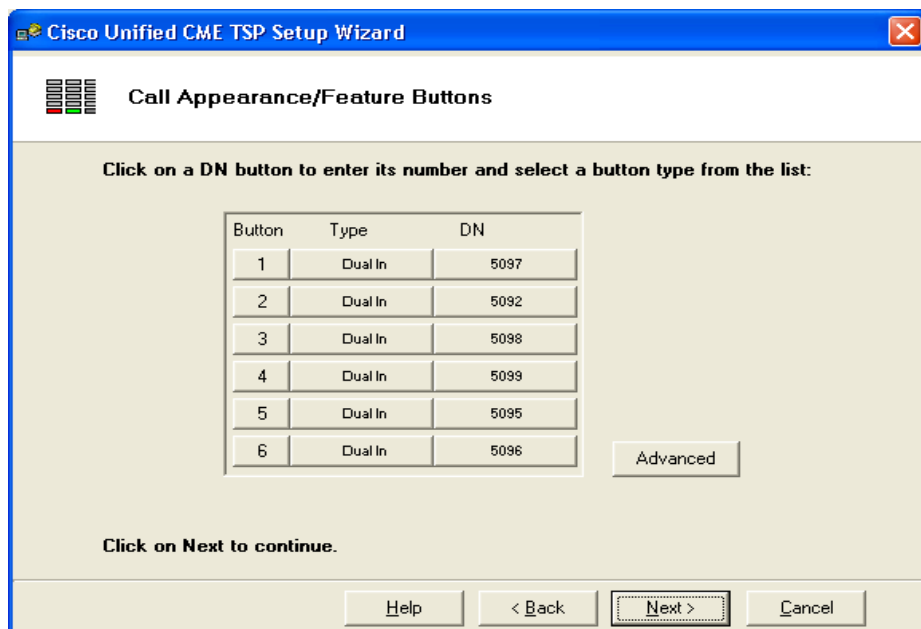 Cisco Unified CME TSP Setup Wizard
Call Appearance/Feature Buttons
Click on a DN button to enter its number and select a button type from the list:
Button Type DN
1 Dual In 5097
2 Dual In 5092
3 Dual In 5098
4 Dual In 5099
5 Dual In 5095
6 Dual In 5096
Advanced
Click on Next to continue.
Help < Back Next > Cancel